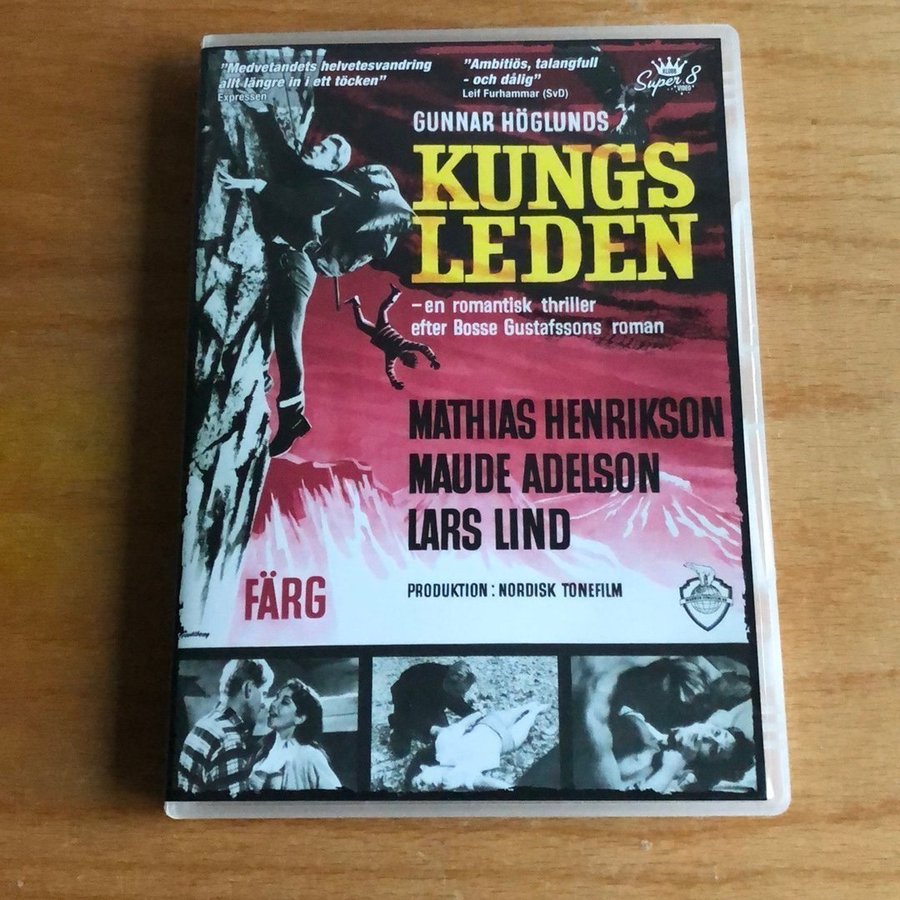 "Medvetandets helvetesvandring
allt längre in i ett töcken"
Expressen
"Ambitiös, talangfull
- och dålig"
Leif Furhammar (SvD)
KLUBB
Super 8
VIDEO
GUNNAR HÖGLUNDS
KUNGS
LEDEN
– en romantisk thriller
efter Bosse Gustafssons roman
MATHIAS HENRIKSON
MAUDE ADELSON
LARS LIND
FÄRG
PRODUKTION : NORDISK TONEFILM